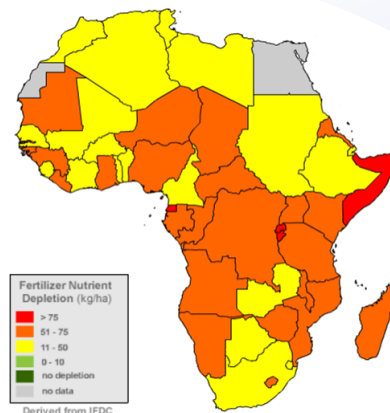 Fertilizer Nutrient
Depletion (kg/ha)
> 75
51 - 75
11 - 50
0 - 10
no depletion
no data
Derived from IFDC